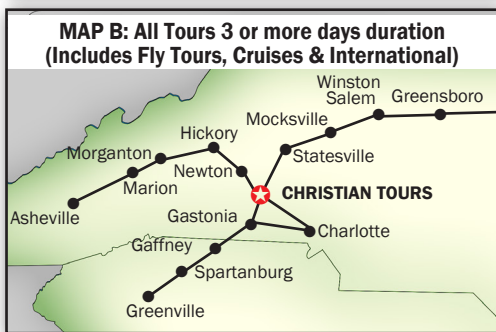 MAP B: All Tours 3 or more days duration
(Includes Fly Tours, Cruises & International)
Winston
Salem
Greensboro
Mocksville
Hickory
Statesville
Morganton
Newton
Marion
CHRISTIAN TOURS
Asheville
Gastonia
Charlotte
Gaffney
Spartanburg
Greenville